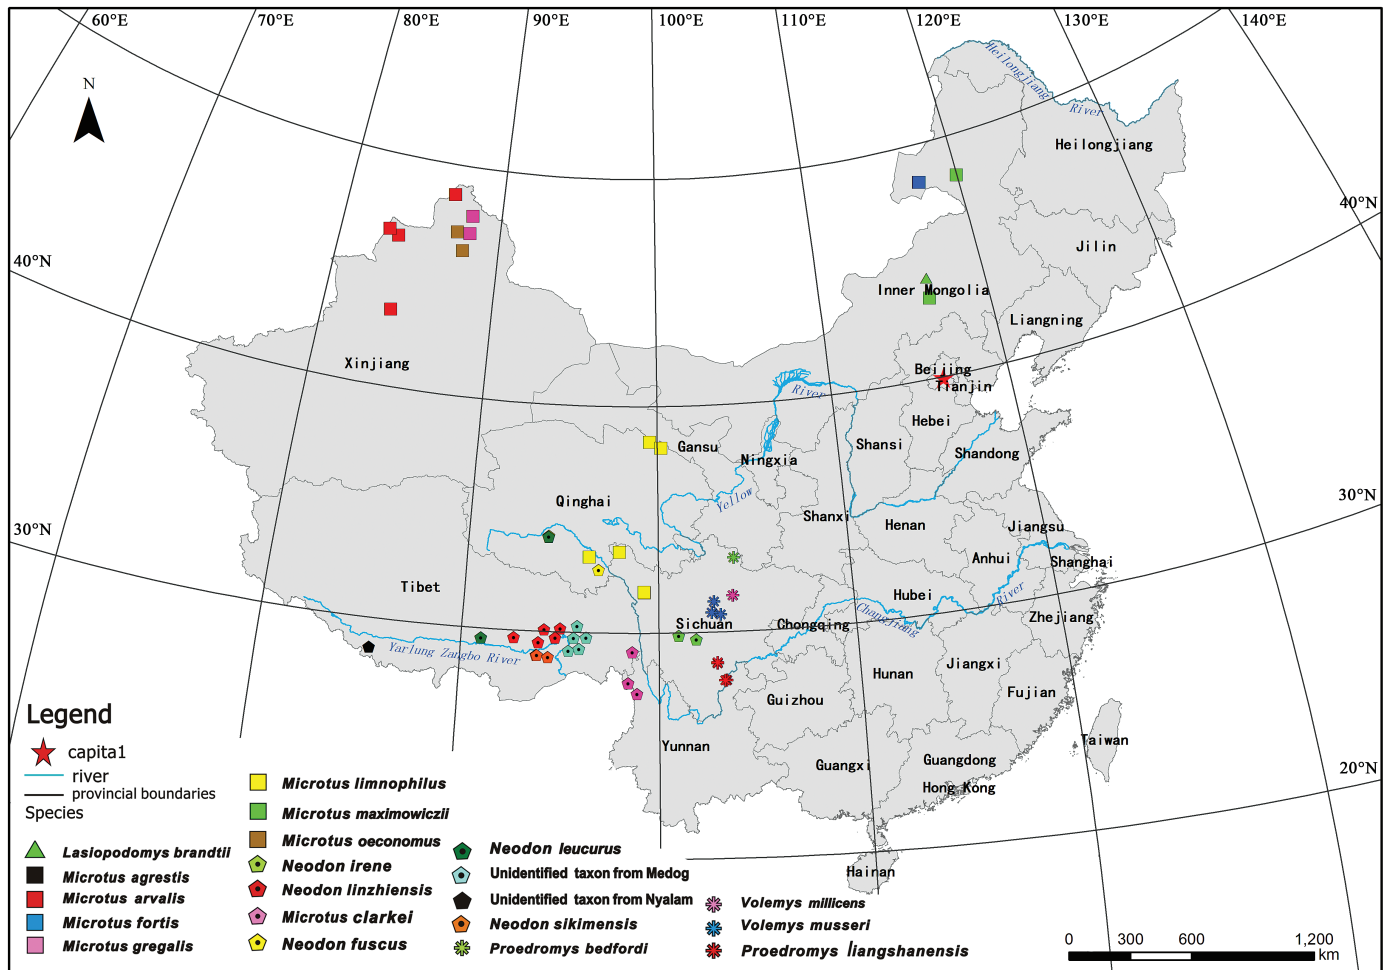 60°E
70°E
80°E
90°E
100°E
110°E
120°E
130°E
140°E
N
Heilongjiang
River
Heilongjiang
40°N
Jilin
40°N
Inner Mongolia
Liangning
Xinjiang
Beijing
Tianjin
River
Hebei
Gansu
Shansi
Ningxia
Shandong
30°N
Qinghai
Yellow
Shanxi
Henan
Jiangsu
30°N
Anhui
Shanghai
Tibet
Hubei
River
Changjiang
Zhejiang
Sichuan
Chongqing
Yarlung Zangbo River
Jiangxi
Hunan
Fujian
Guizhou
Yunnan
Taiwan
Guangxi
Guangdong
20°N
Hong Kong
Hainan
Legend
capita1
river
provincial boundaries
Species
Lasiopodomys brandtii
Microtus agrestis
Microtus arvalis
Microtus fortis
Microtus gregalis
Microtus limnophilus
Microtus maximowiczii
Microtus oeconomus
Neodon irene
Neodon linzhiensis
Microtus clarkei
Neodon fuscus
Neodon leucurus
Unidentified taxon from Medog
Unidentified taxon from Nyalam
Neodon sikimensis
Proedromys bedfordi
Volemys millicens
Volemys musseri
Proedromys liangshanensis
0 300 600 1,200
km